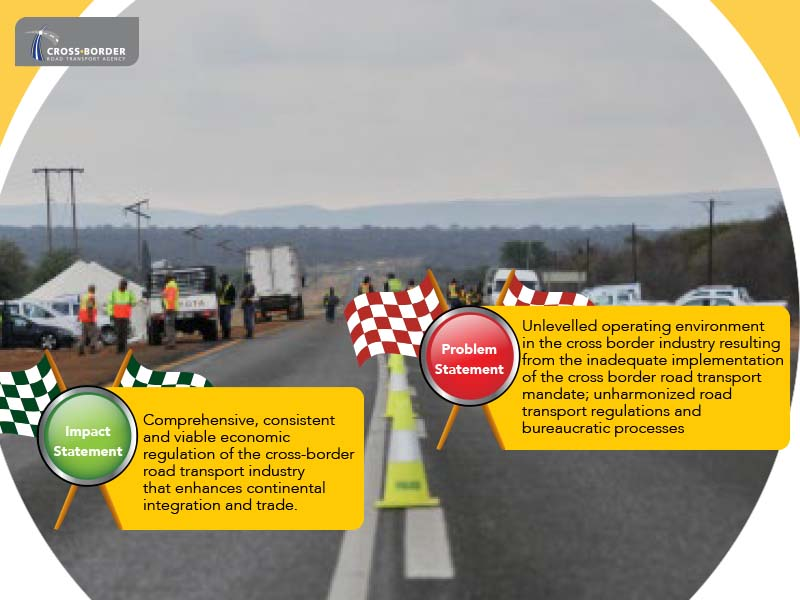 CROSS-BORDER
ROAD TRANSPORT AGENCY
Problem
Statement
Unlevelled operating environment
in the cross border industry resulting
from the inadequate implementation
of the cross border road transport
mandate; unharmonized road
transport regulations and
bureaucratic processes
Impact
Statement
Comprehensive, consistent
and viable economic
regulation of the cross-border
road transport industry
that enhances continental
integration and trade.